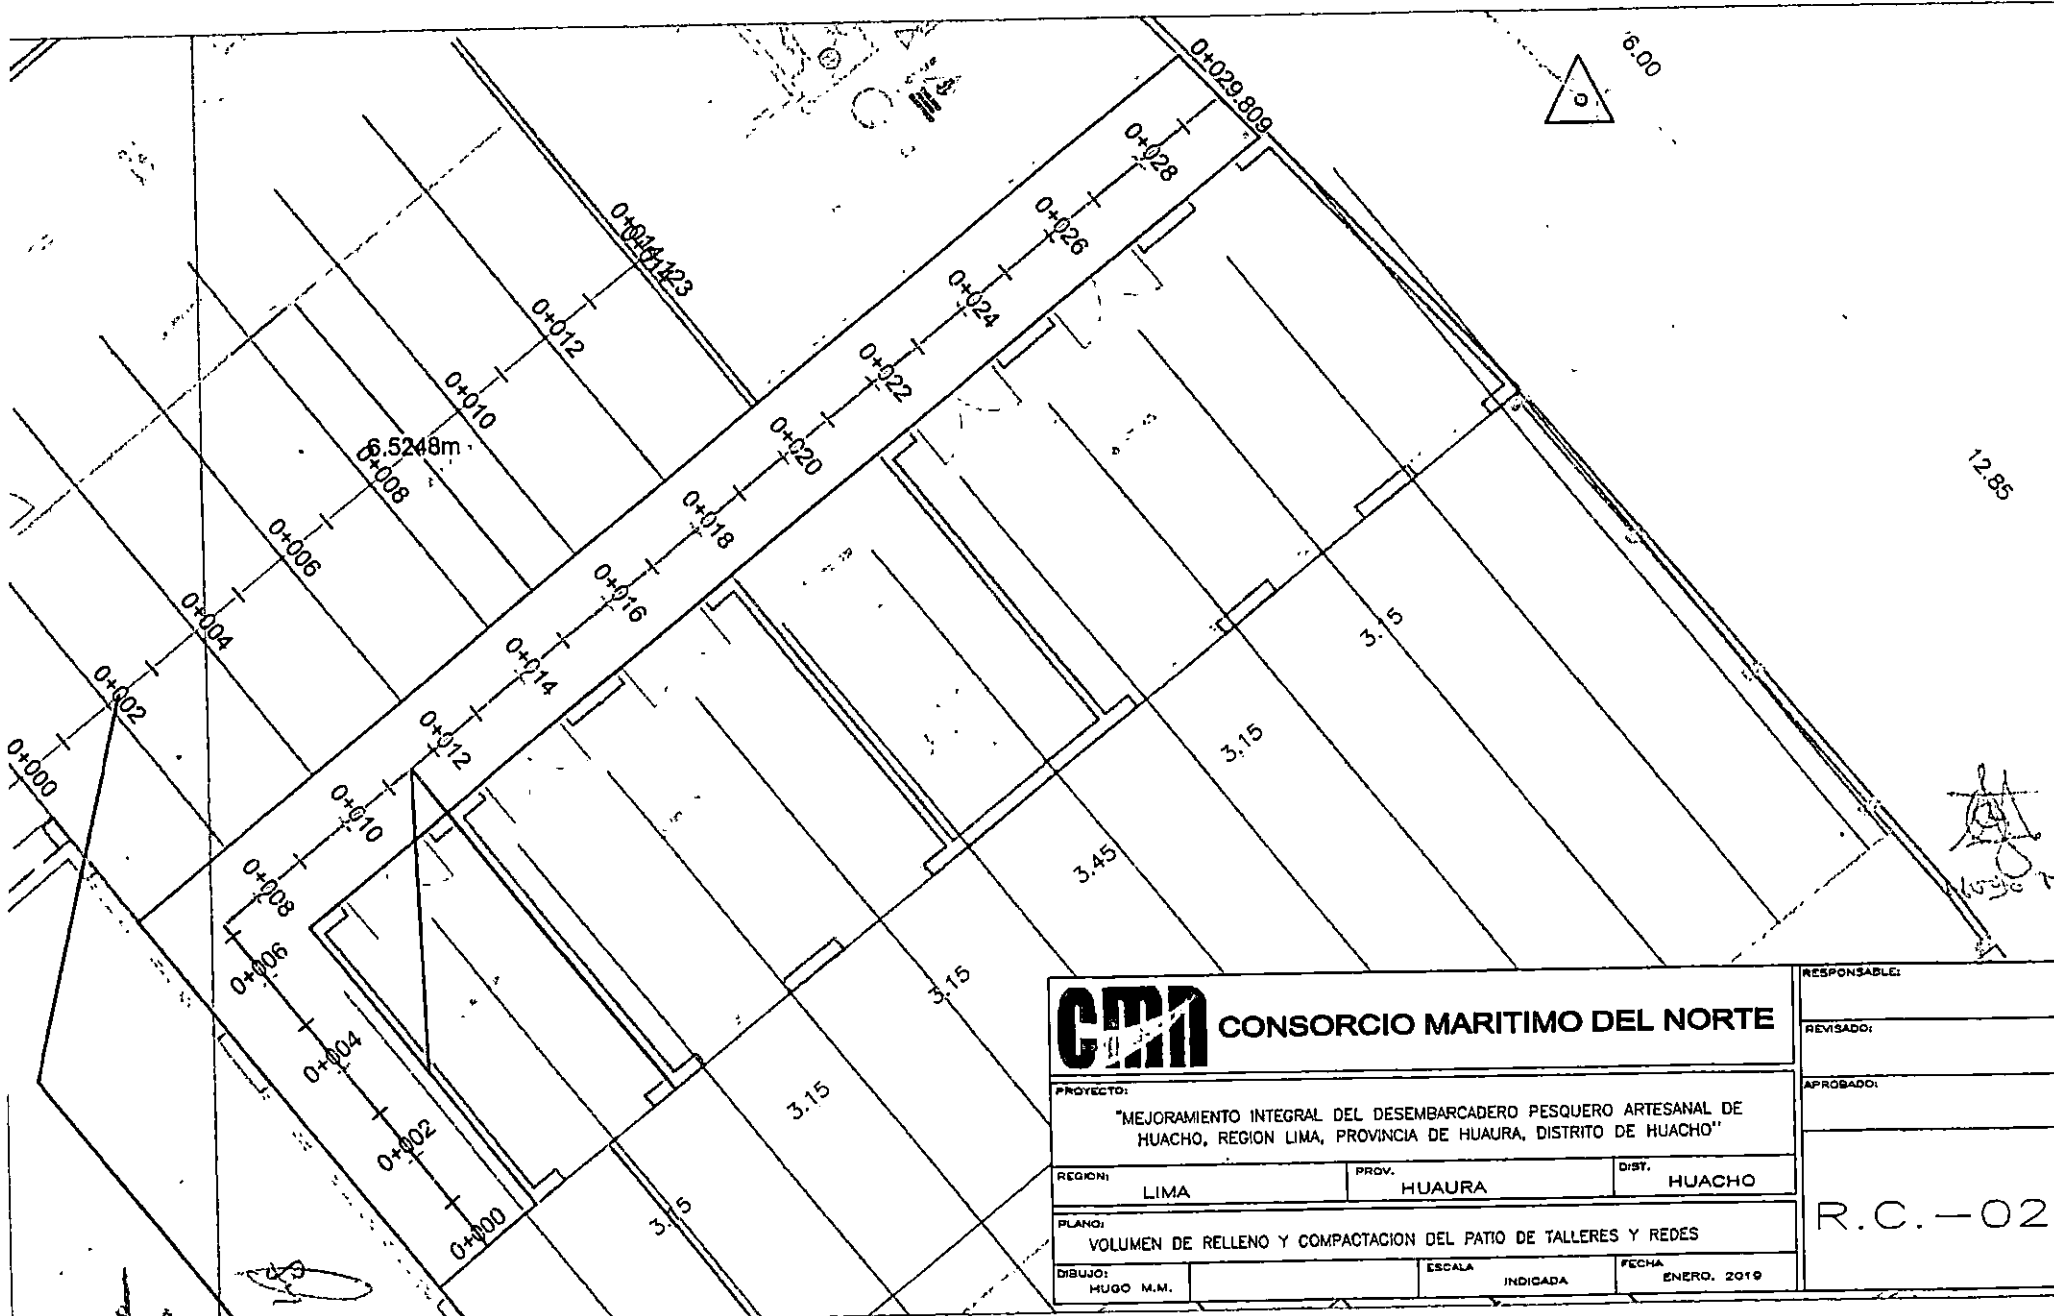 6.00
0+029.809
0+028
0+026
0+024
0+022
0+020
0+018
0+016
0+014
0+012
0+010
0+008
0+006
0+004
0+002
0+000
0+014.123
0+012
0+010
6.5248m
0+008
0+006
0+004
0+002
0+000
12.85
3.15
3.15
3.45
3.15
3.15
3.15
cmn CONSORCIO MARITIMO DEL NORTE
PROYECTO:
"MEJORAMIENTO INTEGRAL DEL DESEMBARCADERO PESQUERO ARTESANAL DE
HUACHO, REGION LIMA, PROVINCIA DE HUAURA, DISTRITO DE HUACHO"
REGION: LIMA
PROV. HUAURA
DIST. HUACHO
PLANO:
VOLUMEN DE RELLENO Y COMPACTACION DEL PATIO DE TALLERES Y REDES
DIBUJO: HUGO M.M.
ESCALA INDICADA
FECHA ENERO. 2019
RESPONSABLE:
REVISADO:
APROBADO:
R.C.-02